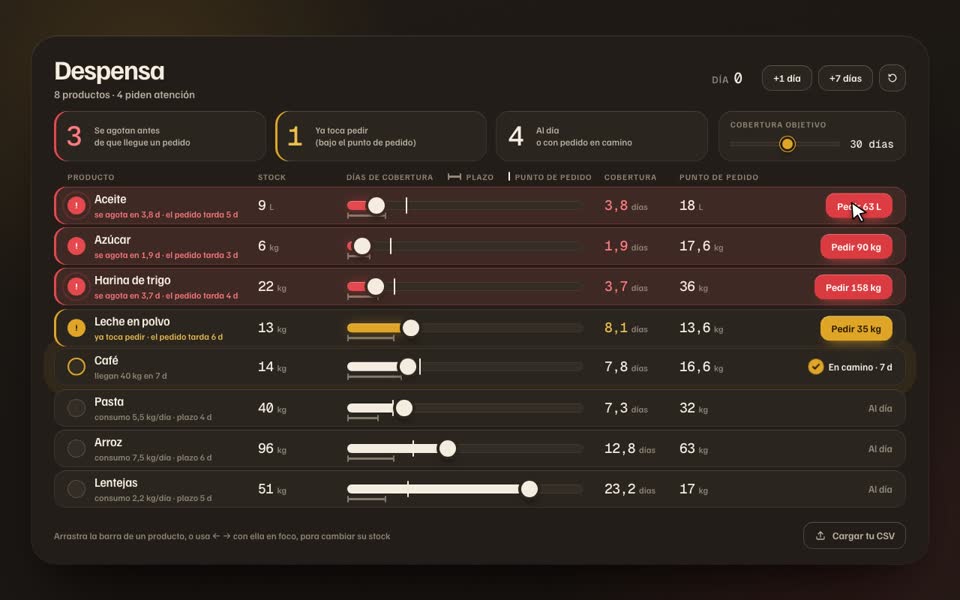 Despensa
8 productos · 4 piden atención
DÍA 0
+1 día
+7 días
3
Se agotan antes
de que llegue un pedido
1
Ya toca pedir
(bajo el punto de pedido)
4
Al día
o con pedido en camino
COBERTURA OBJETIVO
30 días
PRODUCTO
STOCK
DÍAS DE COBERTURA
PLAZO
PUNTO DE PEDIDO
COBERTURA
PUNTO DE PEDIDO
Aceite
se agota en 3,8 d · el pedido tarda 5 d
9 L
3,8 días
18 L
63 L
Azúcar
se agota en 1,9 d · el pedido tarda 3 d
6 kg
1,9 días
17,6 kg
Pedir 90 kg
Harina de trigo
se agota en 3,7 d · el pedido tarda 4 d
22 kg
3,7 días
36 kg
Pedir 158 kg
Leche en polvo
ya toca pedir · el pedido tarda 6 d
13 kg
8,1 días
13,6 kg
Pedir 35 kg
Café
llegan 40 kg en 7 d
14 kg
7,8 días
16,6 kg
En camino · 7 d
Pasta
consumo 5,5 kg/día · plazo 4 d
40 kg
7,3 días
32 kg
Al día
Arroz
consumo 7,5 kg/día · plazo 6 d
96 kg
12,8 días
63 kg
Al día
Lentejas
consumo 2,2 kg/día · plazo 5 d
51 kg
23,2 días
17 kg
Al día
Arrastra la barra de un producto, o usa ← → con ella en foco, para cambiar su stock
Cargar tu CSV